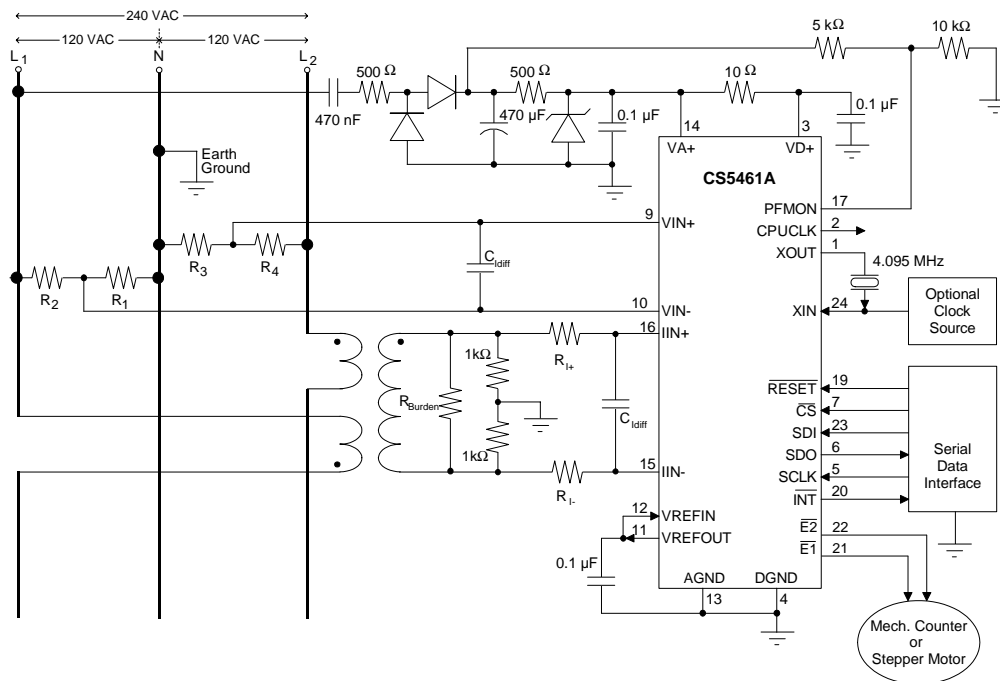 240 VAC
120 VAC 120 VAC
L1 N L2
5 kΩ 10 kΩ
500 Ω 500 Ω 10 Ω
470 nF 470 µF 0.1 µF 0.1 µF
14 3
VA+ VD+
Earth
Ground
CS5461A
PFMON 17
CPUCLK 2
XOUT 1
9 VIN+
4.095 MHz
R3 R4
CIdiff
R2 R1
10 VIN-
XIN 24
Optional
Clock
Source
16 IIN+
1kΩ RI+
RESET 19
CS 7
RBurden
CIdiff
SDI 23
SDO 6
Serial
Data
Interface
1kΩ
15 IIN-
SCLK 5
RI-
INT 20
12 VREFIN
11 VREFOUT
E2 22
E1 21
0.1 µF
AGND DGND
13 4
Mech. Counter
or
Stepper Motor